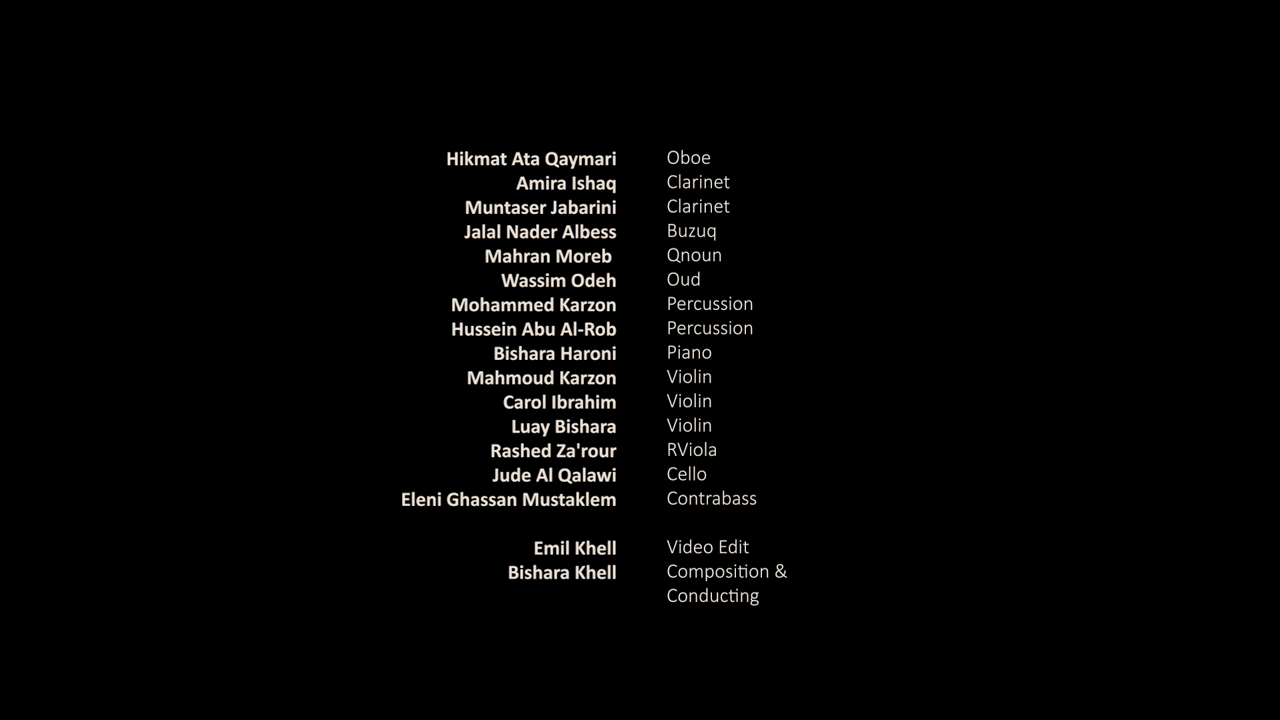 Hikmat Ata Qaymari Oboe
Amira Ishaq Clarinet
Muntaser Jabarini Clarinet
Jalal Nader Albess Buzuq
Mahran Moreb Qnoun
Wassim Odeh Oud
Mohammed Karzon Percussion
Hussein Abu Al-Rob Percussion
Bishara Haroni Piano
Mahmoud Karzon Violin
Carol Ibrahim Violin
Luay Bishara Violin
Rashed Za'rour RViola
Jude Al Qalawi Cello
Eleni Ghassan Mustaklem Contrabass
Emil Khell Video Edit
Bishara Khell Composition &
Conducting